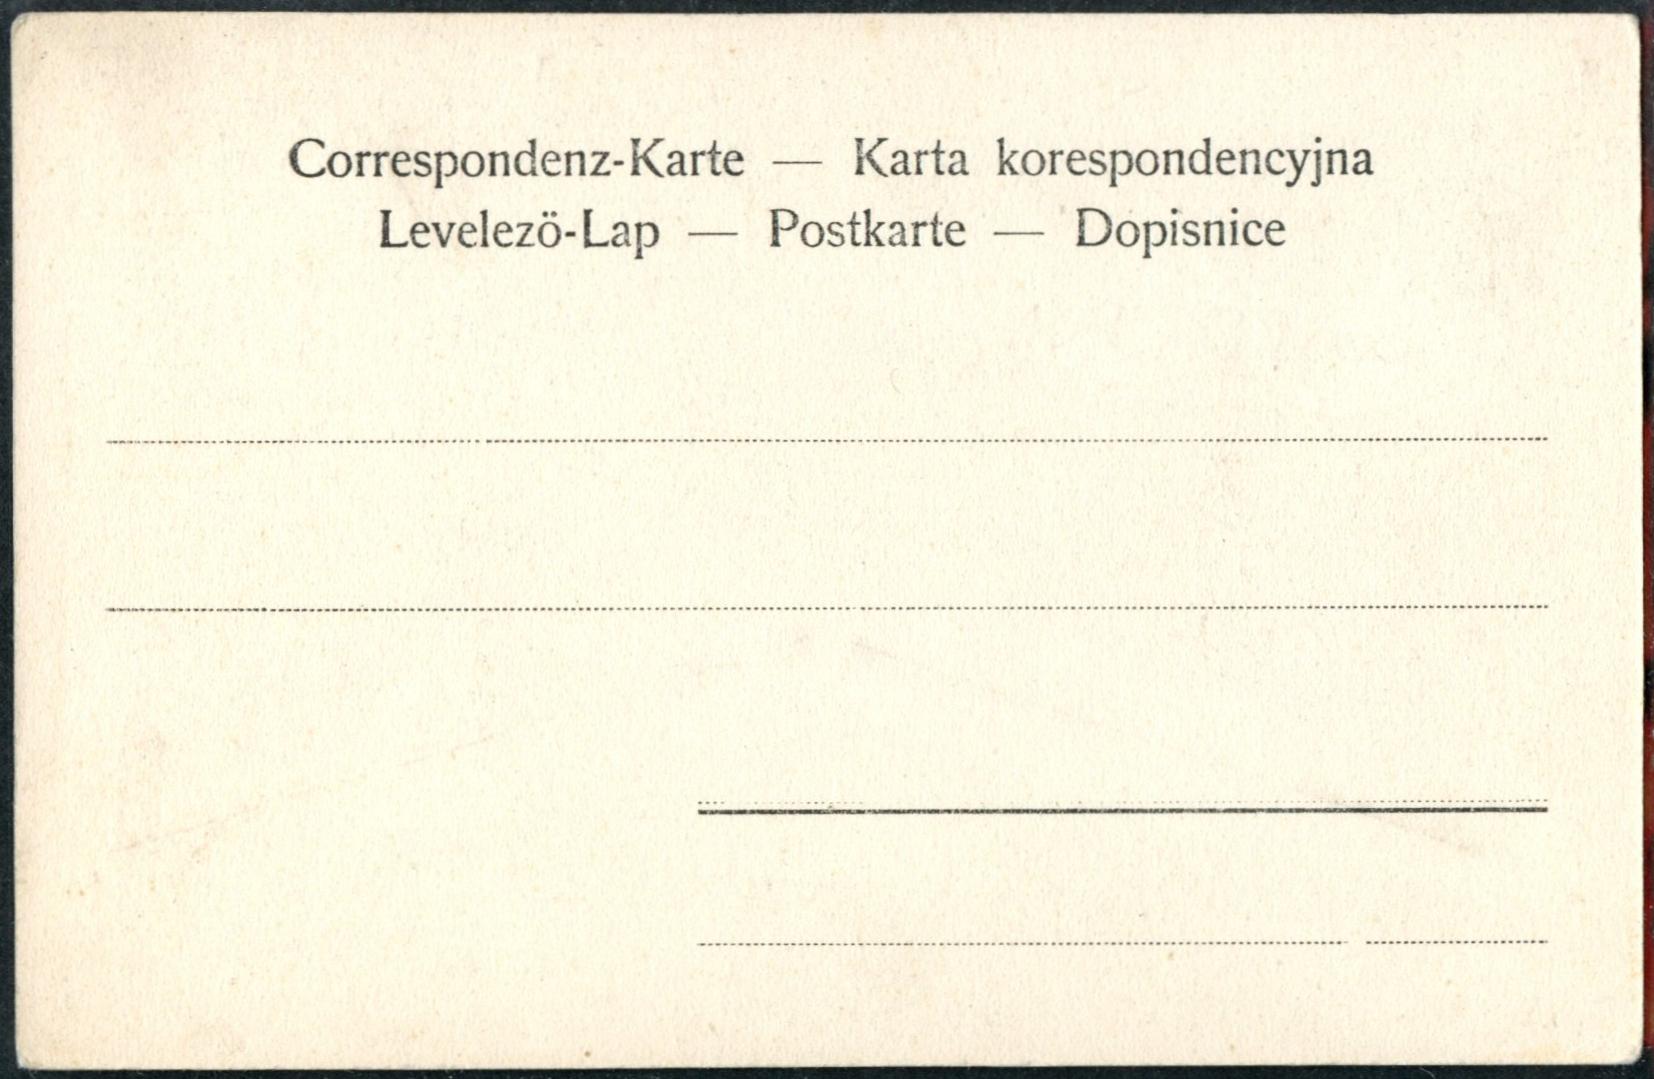 Correspondenz-Karte — Karta korespondencyjna
Levelezö-Lap — Postkarte — Dopisnice